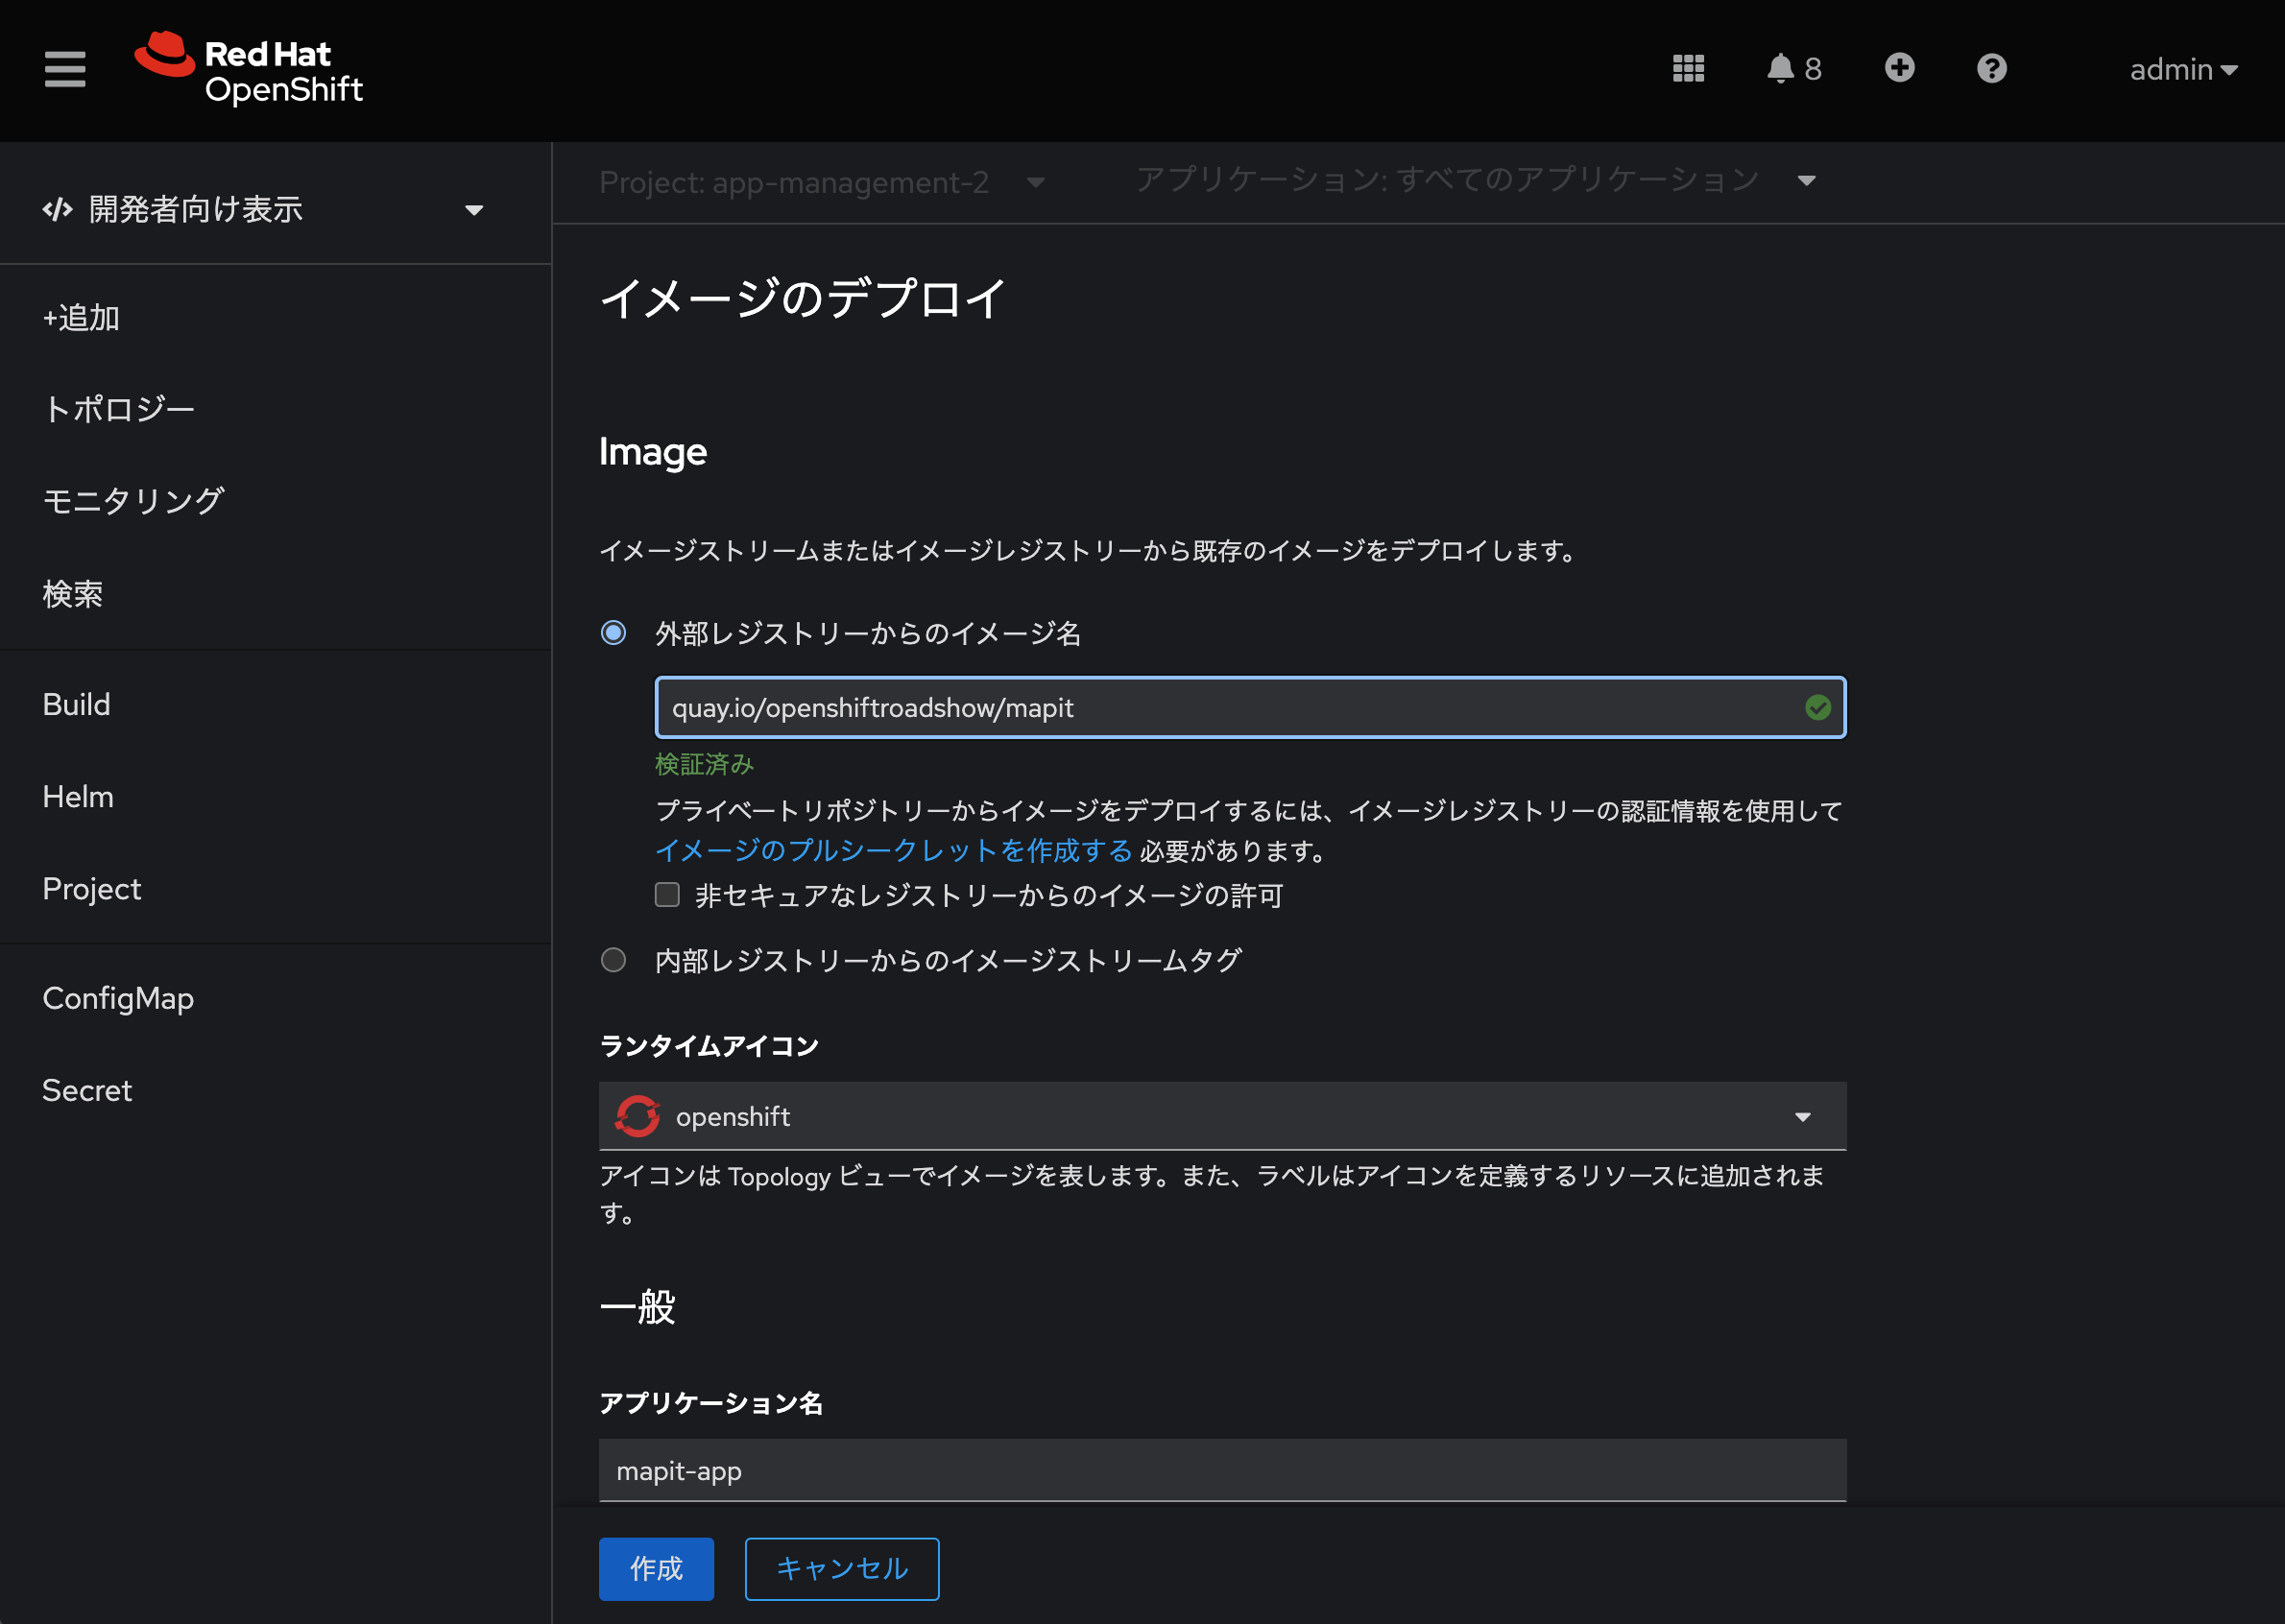 Red Hat
OpenShift
8
admin
開発者向け表示
+追加
トポロジー
モニタリング
検索
Build
Helm
Project
ConfigMap
Secret
Project: app-management-2
アプリケーション: すべてのアプリケーション
イメージのデプロイ
Image
イメージストリームまたはイメージレジストリーから既存のイメージをデプロイします。
外部レジストリーからのイメージ名
quay.io/openshiftroadshow/mapit
検証済み
プライベートリポジトリーからイメージをデプロイするには、イメージレジストリーの認証情報を使用して
イメージのプルシークレットを作成する 必要があります。
非セキュアなレジストリーからのイメージの許可
内部レジストリーからのイメージストリームタグ
ランタイムアイコン
openshift
アイコンは Topology ビューでイメージを表します。また、ラベルはアイコンを定義するリソースに追加されま
す。
一般
アプリケーション名
mapit-app
作成
キャンセル